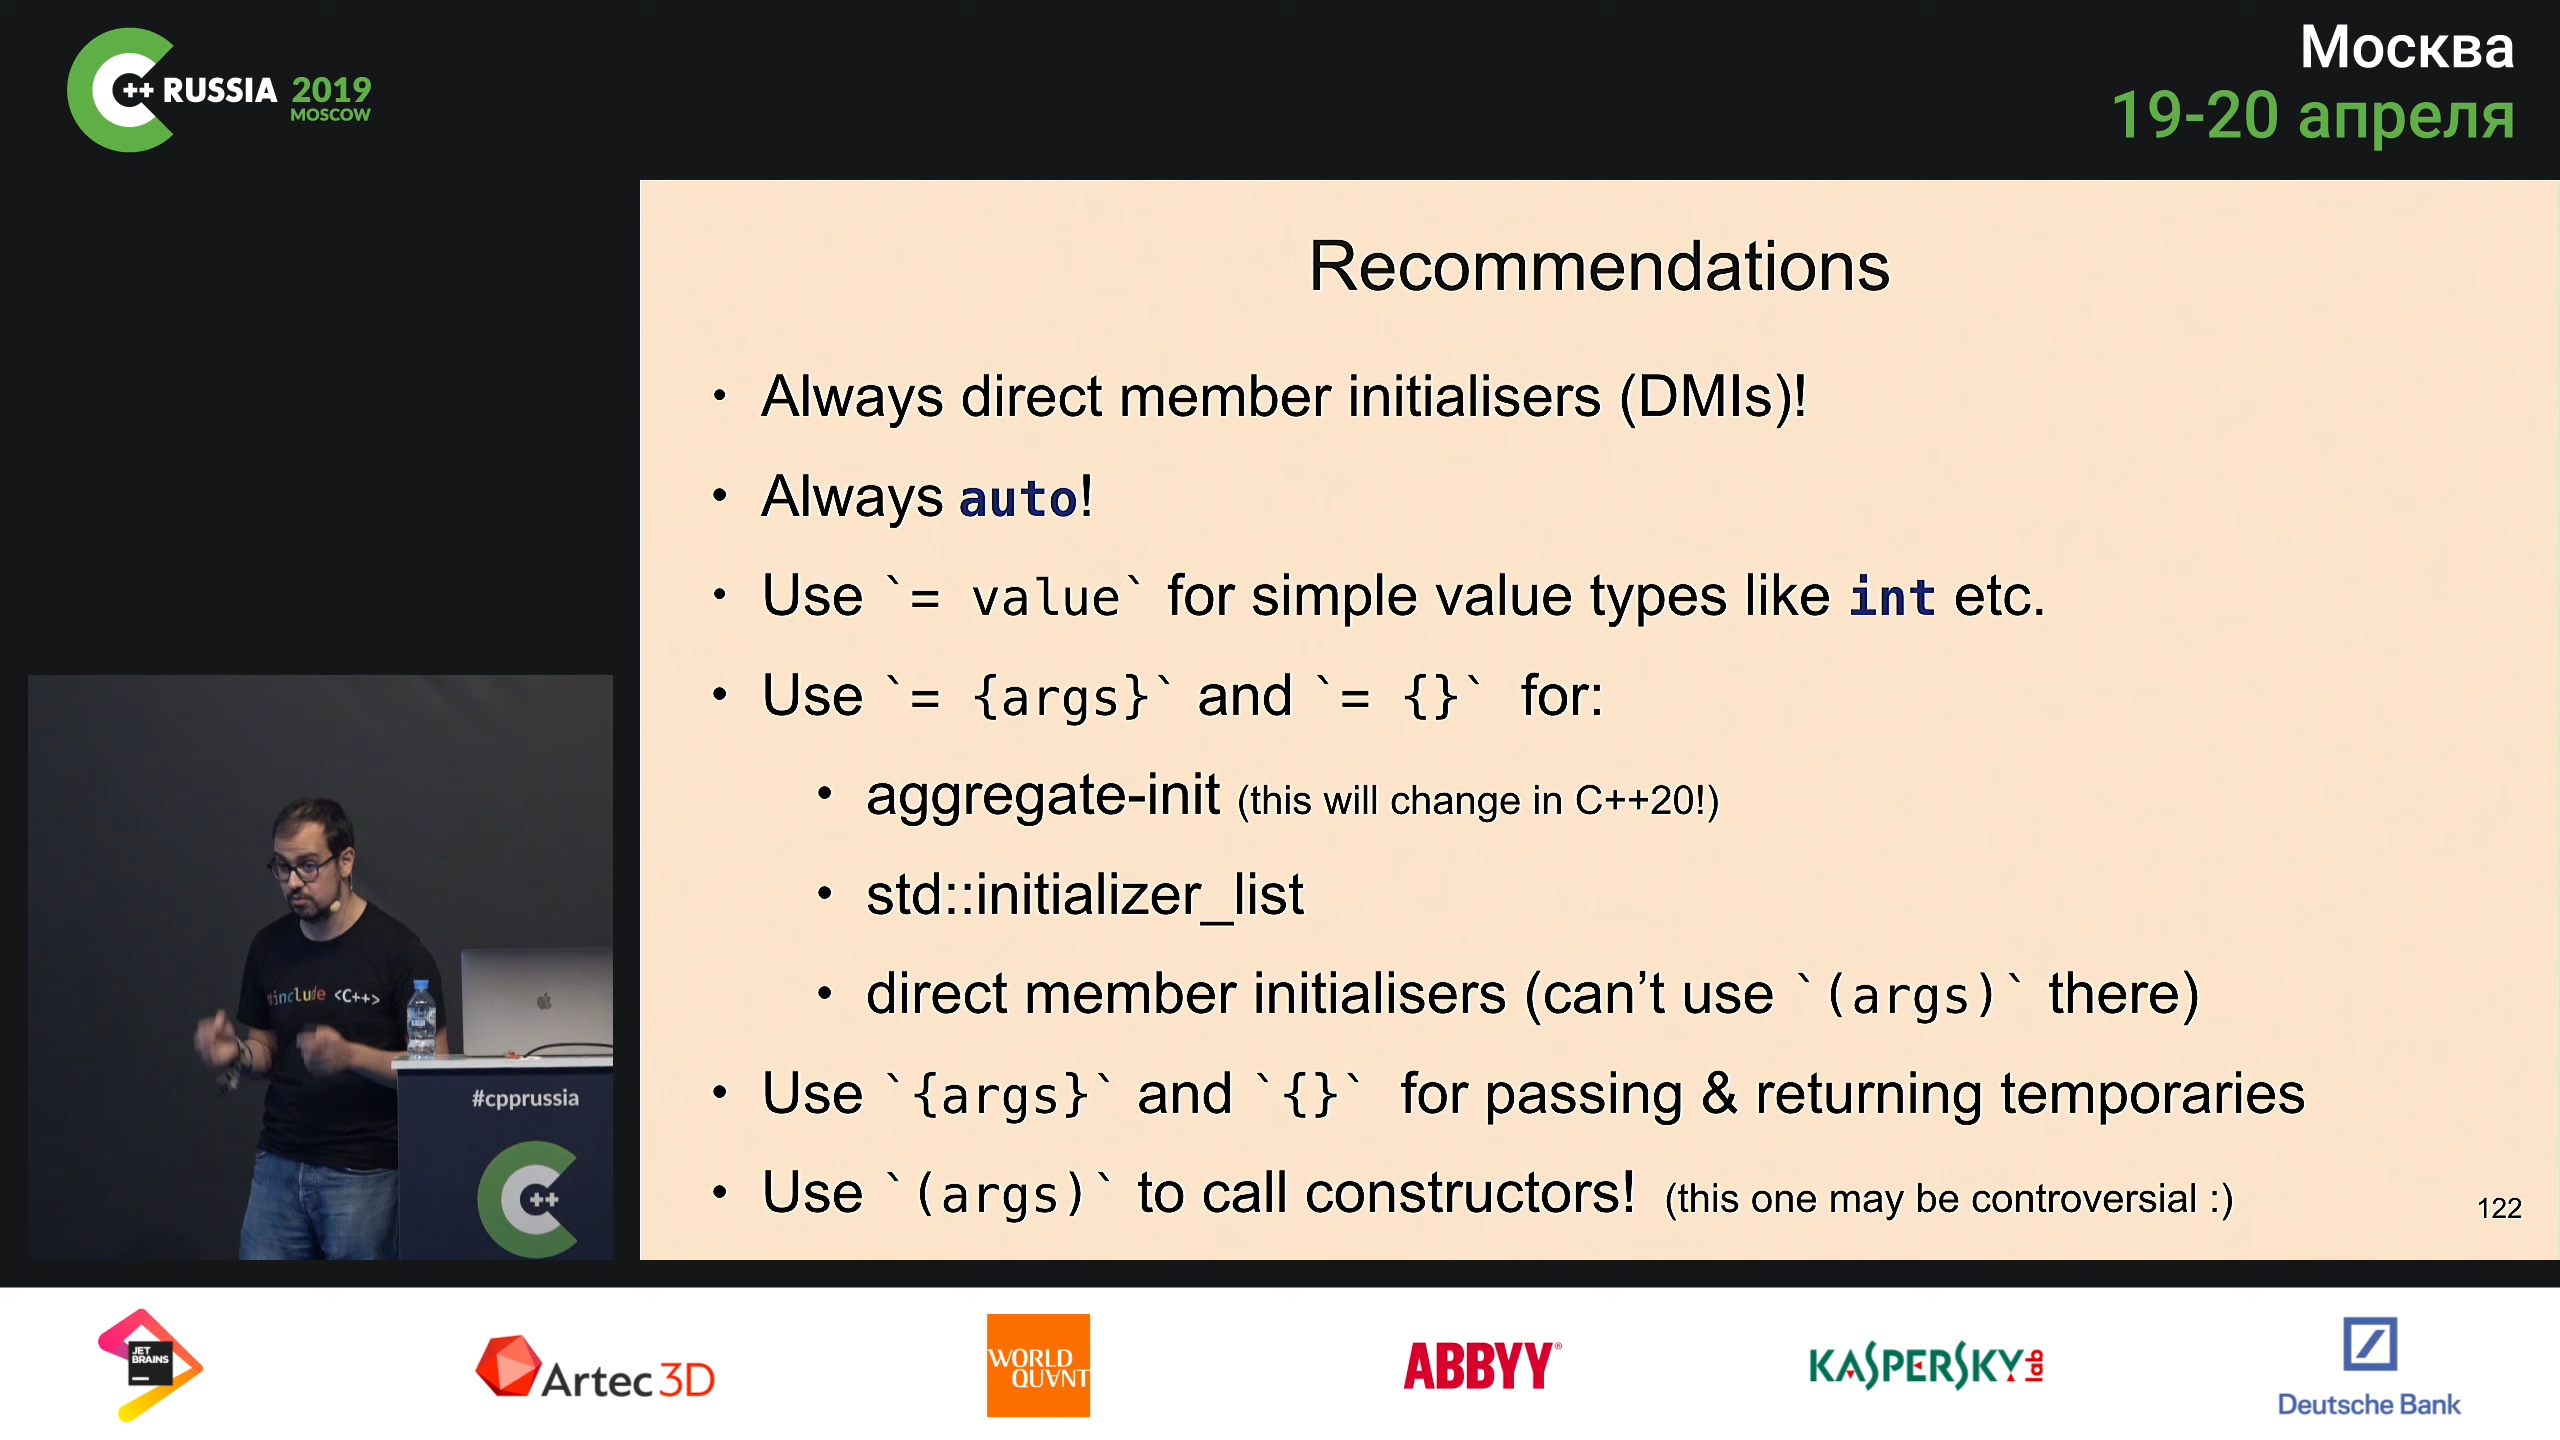 C++ RUSSIA 2019
MOSCOW
Москва
19-20 апреля
Recommendations
• Always direct member initialisers (DMIs)!
• Always auto!
• Use `= value` for simple value types like int etc.
• Use `= {args}` and `= {}` for:
• aggregate-init (this will change in C++20!)
• std::initializer_list
• direct member initialisers (can’t use `(args)` there)
• Use `{args}` and `{}` for passing & returning temporaries
• Use `(args)` to call constructors! (this one may be controversial :)
122
#include <C++>
#cpprussia
C++
JET
BRAINS
Artec 3D
WORLD
QUANT
ABBYY®
KASPERSKY lab
Deutsche Bank